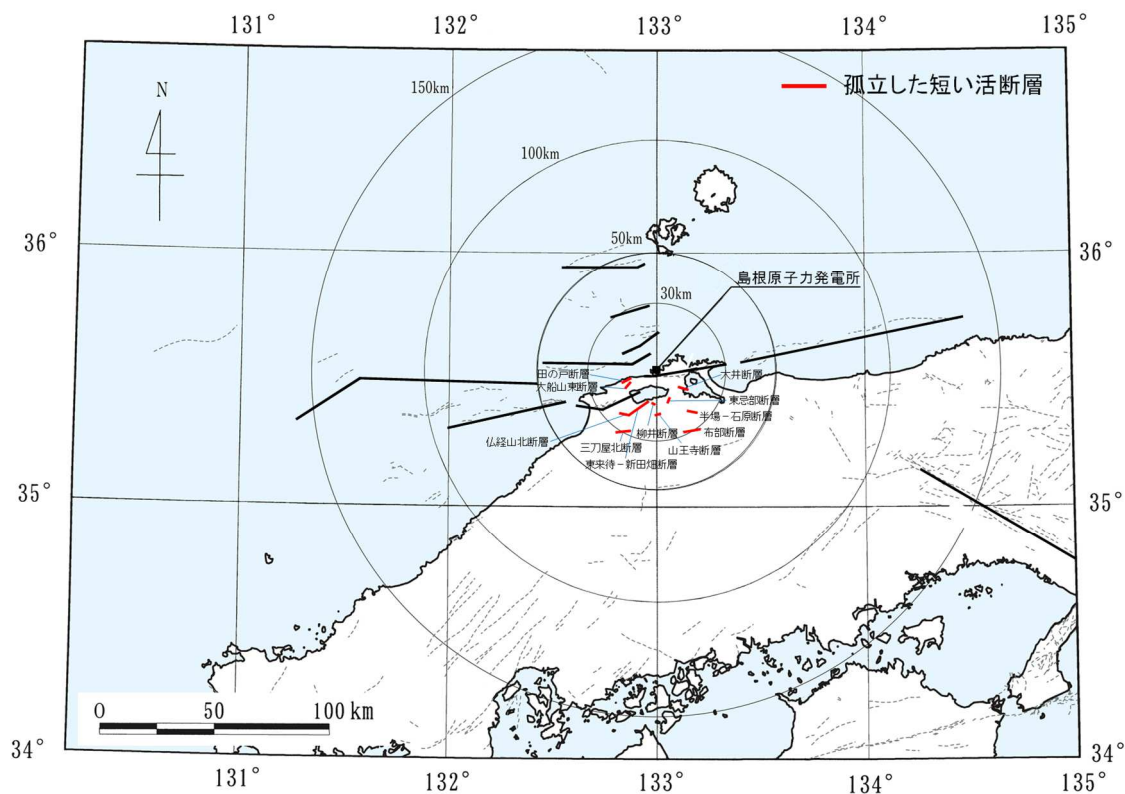 131°
132°
133°
134°
135°
N
150km
孤立した短い活断層
100km
36°
50km
36°
島根原子力発電所
30km
田の戸断層
大井断層
大船山東断層
東忌部断層
半場－石原断層
仏経山北断層
柳井断層
布部断層
三刀屋北断層
山王寺断層
東来待－新田畑断層
35°
35°
0 50 100 km
34°
34°
131°
132°
133°
134°
135°